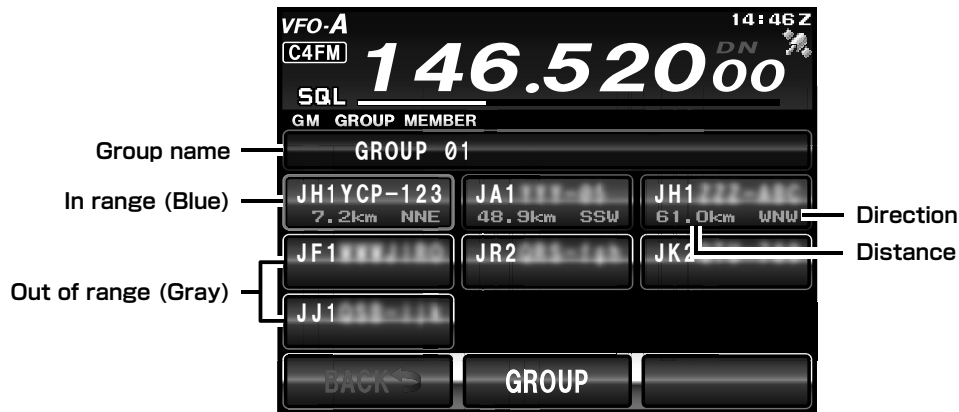 VFO-A 14:46Z
C4FM 146.52000 DN
SQL
GM GROUP MEMBER
Group name
GROUP 01
In range (Blue)
JH1YCP-123 JA1 JH1
7.2km NNE 48.9km SSW 61.0km WNW
Direction
Distance
JF1 JR2 JK2
Out of range (Gray)
JJ1
BACK GROUP